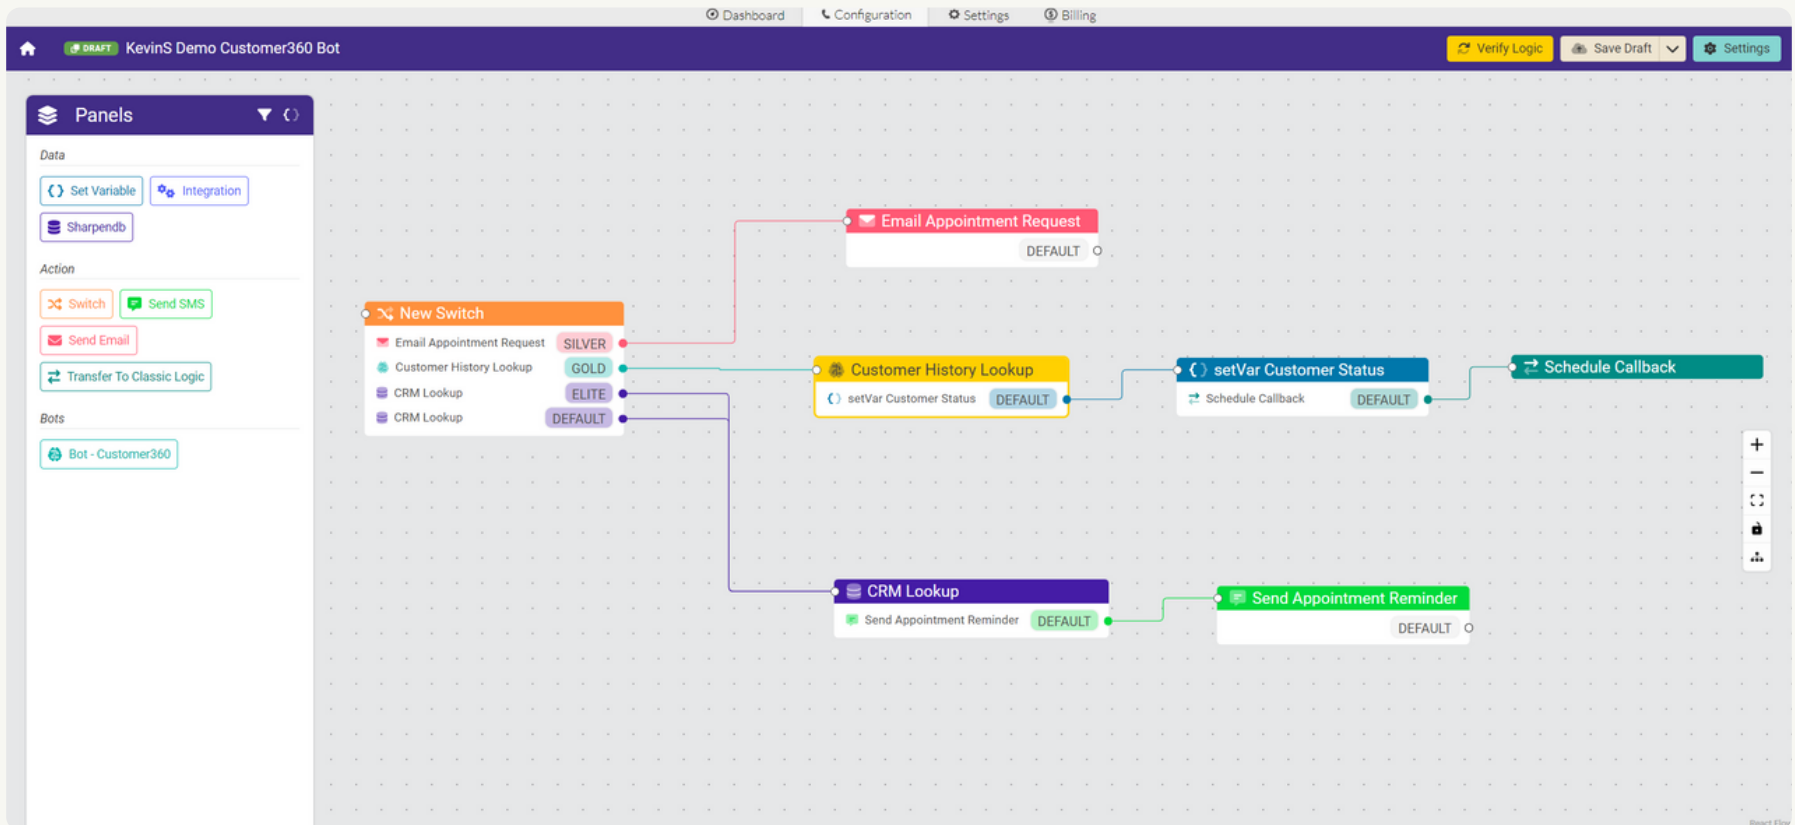 Dashboard Configuration Settings Billing
DRAFT KevinS Demo Customer360 Bot Verify Logic Save Draft Settings
Panels
Data
Set Variable Integration
Sharpendb
Action
Switch Send SMS
Send Email
Transfer To Classic Logic
Bots
Bot - Customer360
New Switch
Email Appointment Request SILVER
Customer History Lookup GOLD
CRM Lookup ELITE
CRM Lookup DEFAULT
Email Appointment Request
DEFAULT
Customer History Lookup
setVar Customer Status DEFAULT
setVar Customer Status
Schedule Callback DEFAULT
Schedule Callback
CRM Lookup
Send Appointment Reminder DEFAULT
Send Appointment Reminder
DEFAULT
React Flow